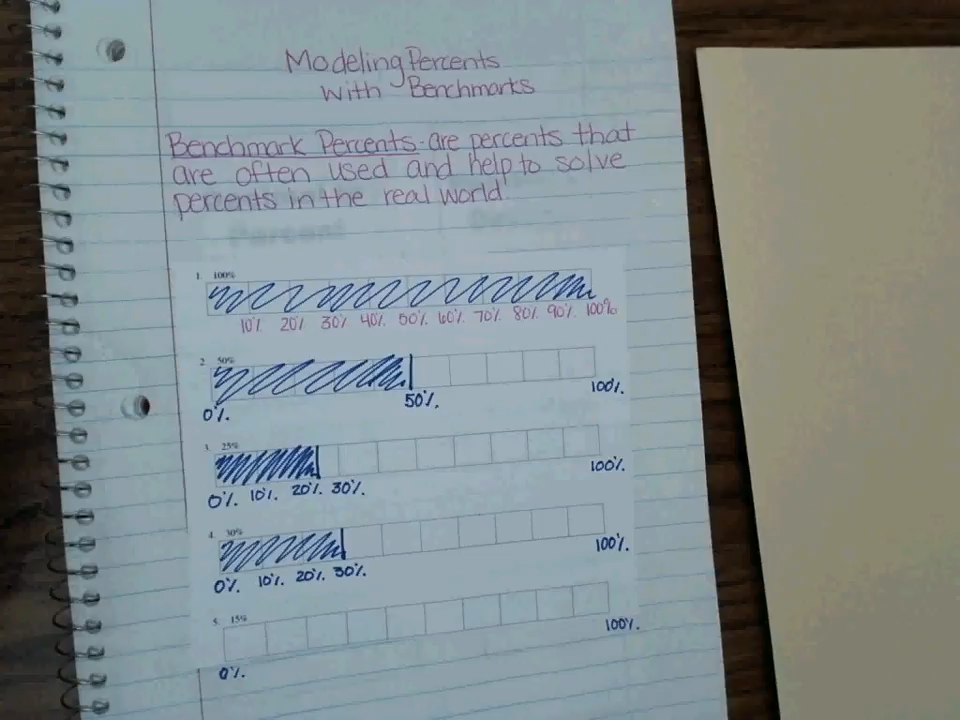 Modeling Percents
with Benchmarks
Benchmark Percents are percents that
are often used and help to solve
percents in the real world.
1. 100%
10% 20% 30% 40% 50% 60% 70% 80% 90% 100%
2. 50%
0% 50% 100%
3. 25%
0% 10% 20% 30% 100%
4. 30%
0% 10% 20% 30% 100%
5. 15%
0% 100%